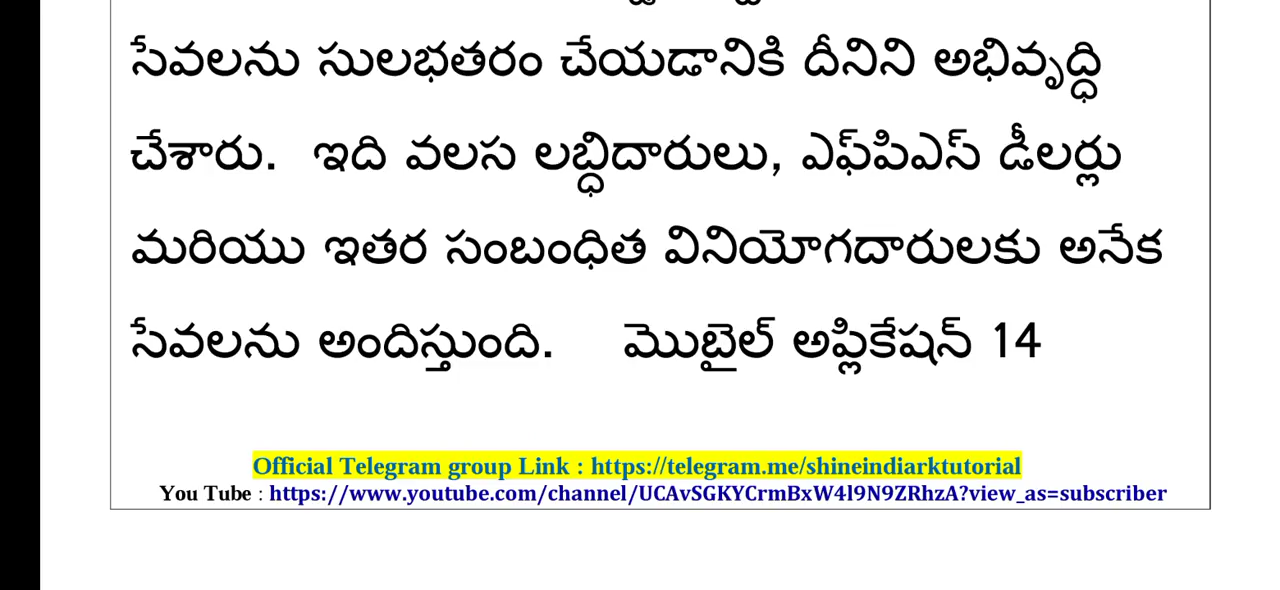 సేవలను సులభతరం చేయడానికి దీనిని అభివృద్ధి
చేశారు. ఇది వలస లబ్ధిదారులు, ఎఫ్‌పిఎస్ డీలర్లు
మరియు ఇతర సంబంధిత వినియోగదారులకు అనేక
సేవలను అందిస్తుంది. మొబైల్ అప్లికేషన్ 14
Official Telegram group Link : https://telegram.me/shineindiarktutorial
You Tube : https://www.youtube.com/channel/UCAvSGKYCrmBxW4l9N9ZRhzA?view_as=subscriber